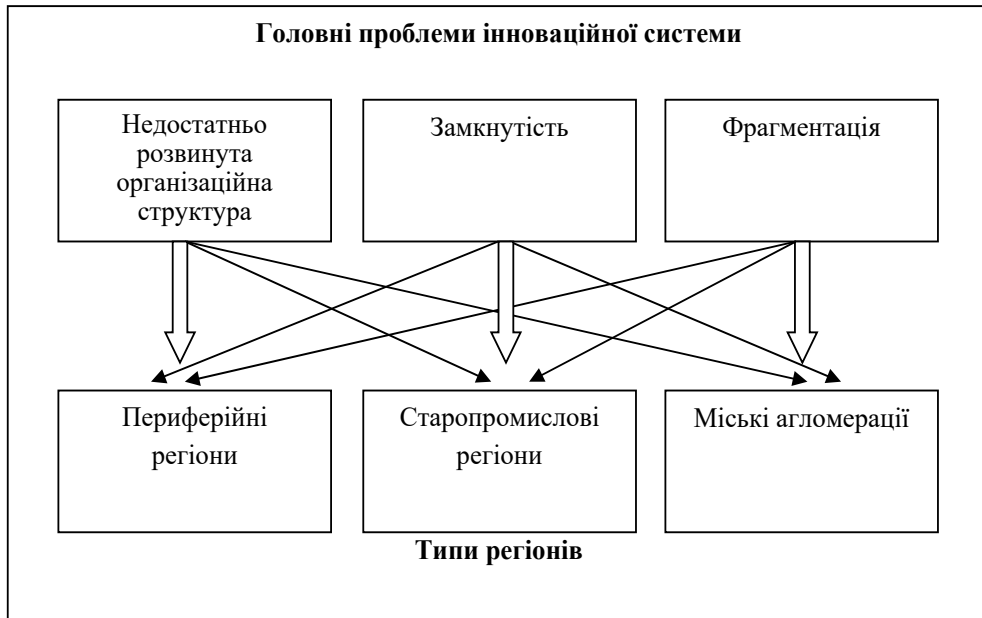 Головні проблеми інноваційної системи
Недостатньо
розвинута
організаційна
структура
Замкнутість
Фрагментація
Периферійні
регіони
Старопромислові
регіони
Міські агломерації
Типи регіонів